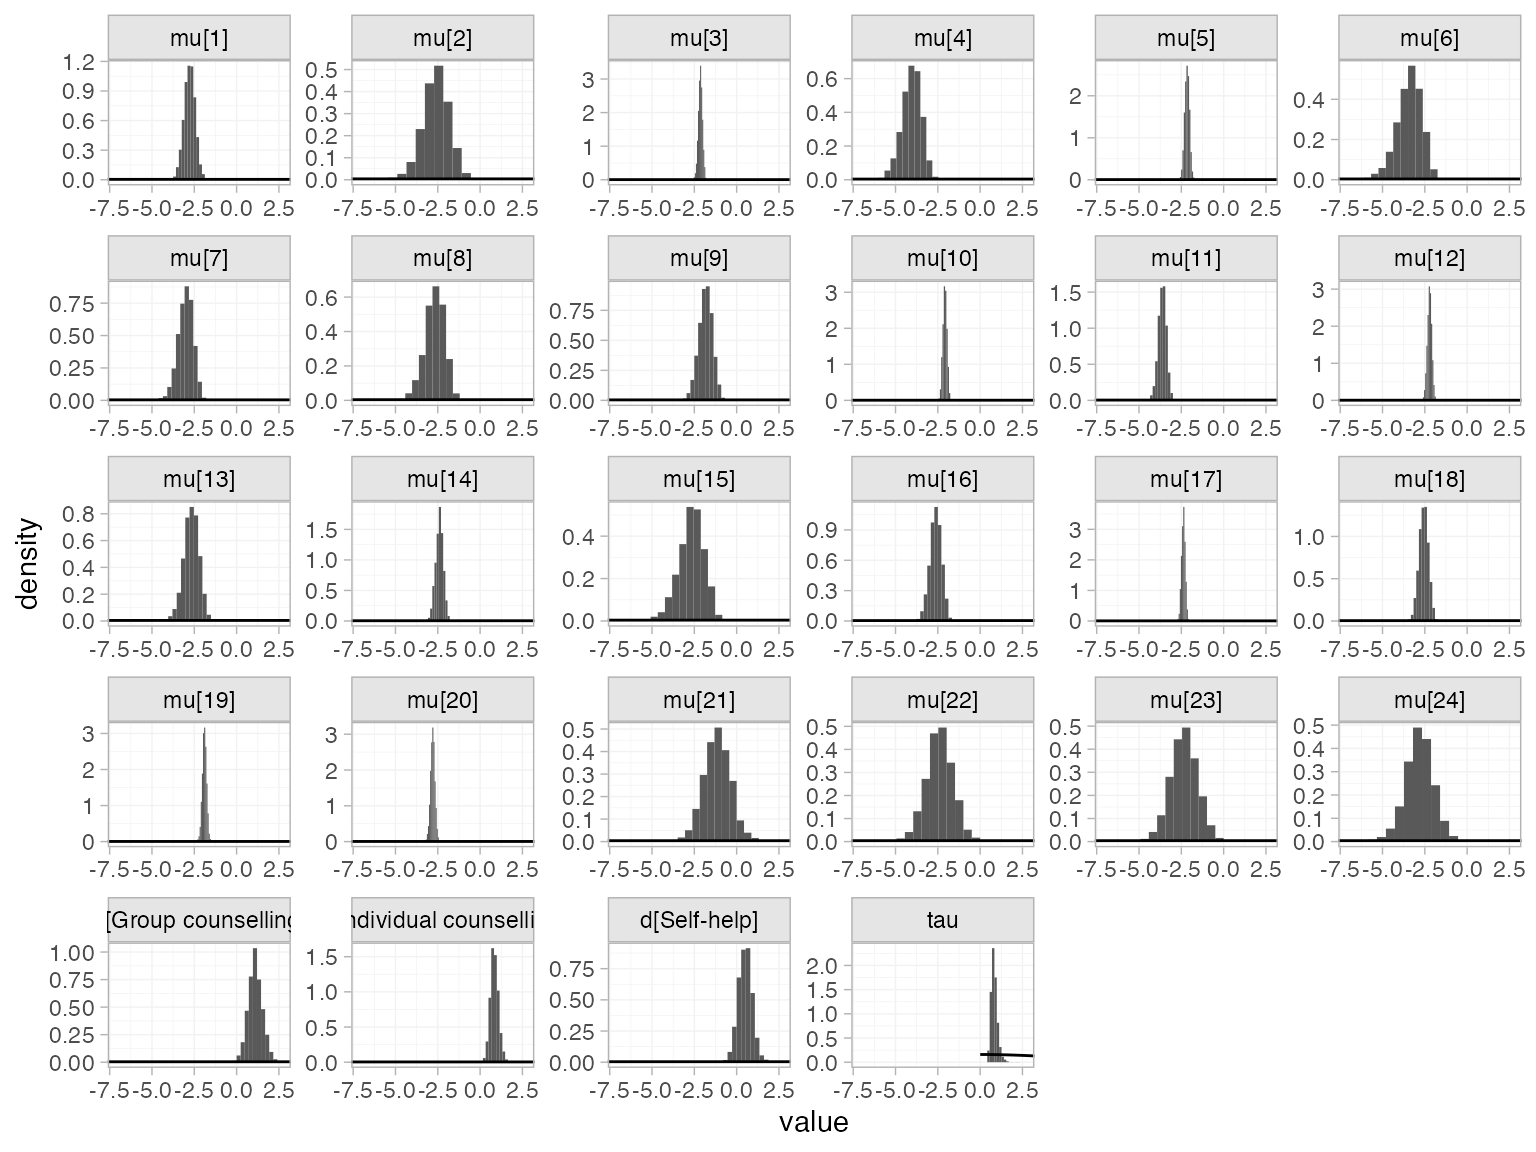 mu[1] mu[2] mu[3] mu[4] mu[5] mu[6]
1.2 0.9 0.6 0.3 0.0
0.5 0.4 0.3 0.2 0.1 0.0
3 2 1 0
0.6 0.4 0.2 0.0
2 1 0
0.4 0.2 0.0
-7.5 -5.0 -2.5 0.0 2.5 -7.5 -5.0 -2.5 0.0 2.5 -7.5 -5.0 -2.5 0.0 2.5 -7.5 -5.0 -2.5 0.0 2.5 -7.5 -5.0 -2.5 0.0 2.5 -7.5 -5.0 -2.5 0.0 2.5
mu[7] mu[8] mu[9] mu[10] mu[11] mu[12]
0.75 0.50 0.25 0.00
0.6 0.4 0.2 0.0
0.75 0.50 0.25 0.00
3 2 1 0
1.5 1.0 0.5 0.0
3 2 1 0
-7.5 -5.0 -2.5 0.0 2.5 -7.5 -5.0 -2.5 0.0 2.5 -7.5 -5.0 -2.5 0.0 2.5 -7.5 -5.0 -2.5 0.0 2.5 -7.5 -5.0 -2.5 0.0 2.5 -7.5 -5.0 -2.5 0.0 2.5
mu[13] mu[14] mu[15] mu[16] mu[17] mu[18]
0.8 0.6 0.4 0.2 0.0
1.5 1.0 0.5 0.0
0.4 0.2 0.0
0.9 0.6 0.3 0.0
3 2 1 0
1.0 0.5 0.0
-7.5 -5.0 -2.5 0.0 2.5 -7.5 -5.0 -2.5 0.0 2.5 -7.5 -5.0 -2.5 0.0 2.5 -7.5 -5.0 -2.5 0.0 2.5 -7.5 -5.0 -2.5 0.0 2.5 -7.5 -5.0 -2.5 0.0 2.5
density
mu[19] mu[20] mu[21] mu[22] mu[23] mu[24]
3 2 1 0
3 2 1 0
0.5 0.4 0.3 0.2 0.1 0.0
0.5 0.4 0.3 0.2 0.1 0.0
0.5 0.4 0.3 0.2 0.1 0.0
0.5 0.4 0.3 0.2 0.1 0.0
-7.5 -5.0 -2.5 0.0 2.5 -7.5 -5.0 -2.5 0.0 2.5 -7.5 -5.0 -2.5 0.0 2.5 -7.5 -5.0 -2.5 0.0 2.5 -7.5 -5.0 -2.5 0.0 2.5 -7.5 -5.0 -2.5 0.0 2.5
[Group counselling ndividual counselli d[Self-help] tau
1.00 0.75 0.50 0.25 0.00
1.5 1.0 0.5 0.0
0.75 0.50 0.25 0.00
2.0 1.5 1.0 0.5 0.0
-7.5 -5.0 -2.5 0.0 2.5 -7.5 -5.0 -2.5 0.0 2.5 -7.5 -5.0 -2.5 0.0 2.5 -7.5 -5.0 -2.5 0.0 2.5
value